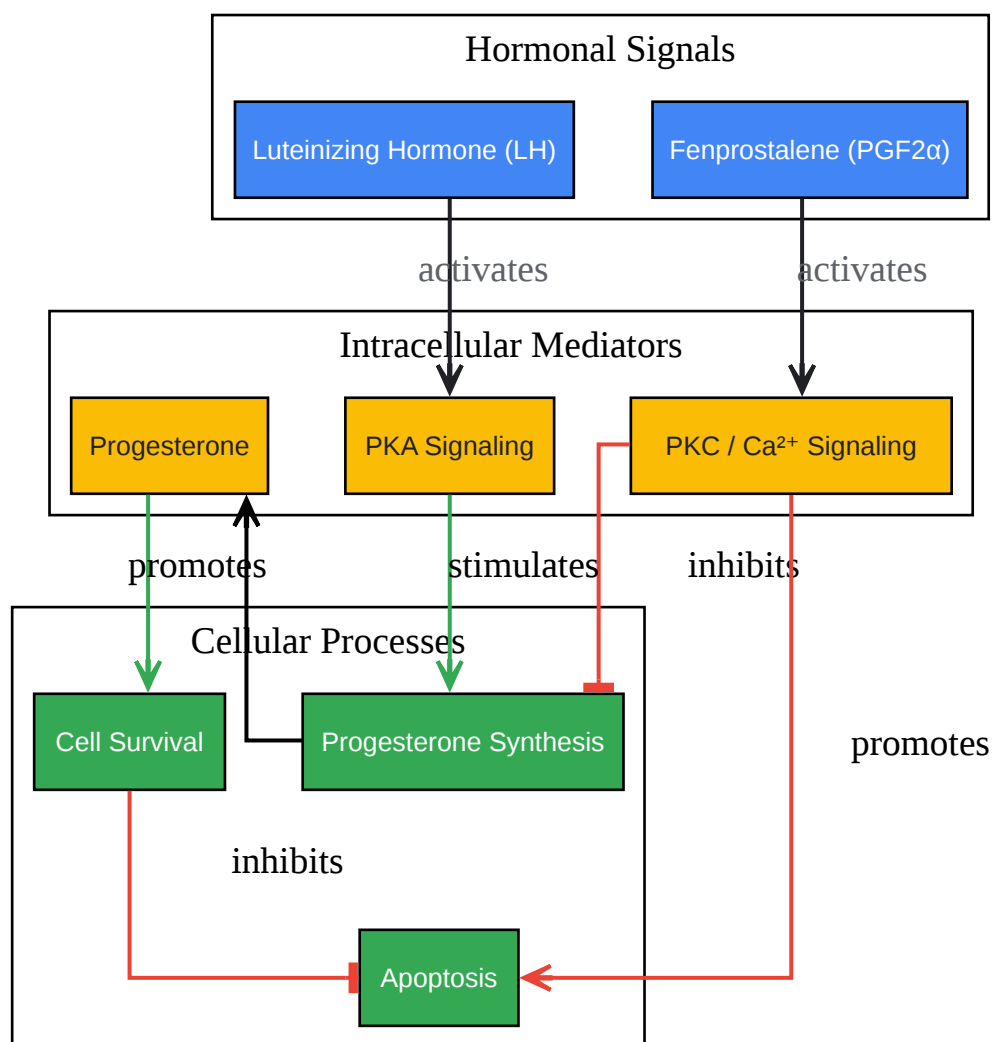 Hormonal Signals
Luteinizing Hormone (LH)
Fenprostalene (PGF2α)
activates
activates
Intracellular Mediators
Progesterone
PKA Signaling
PKC / Ca²⁺ Signaling
promotes
stimulates
inhibits
Cellular Processes
Cell Survival
Progesterone Synthesis
promotes
inhibits
Apoptosis